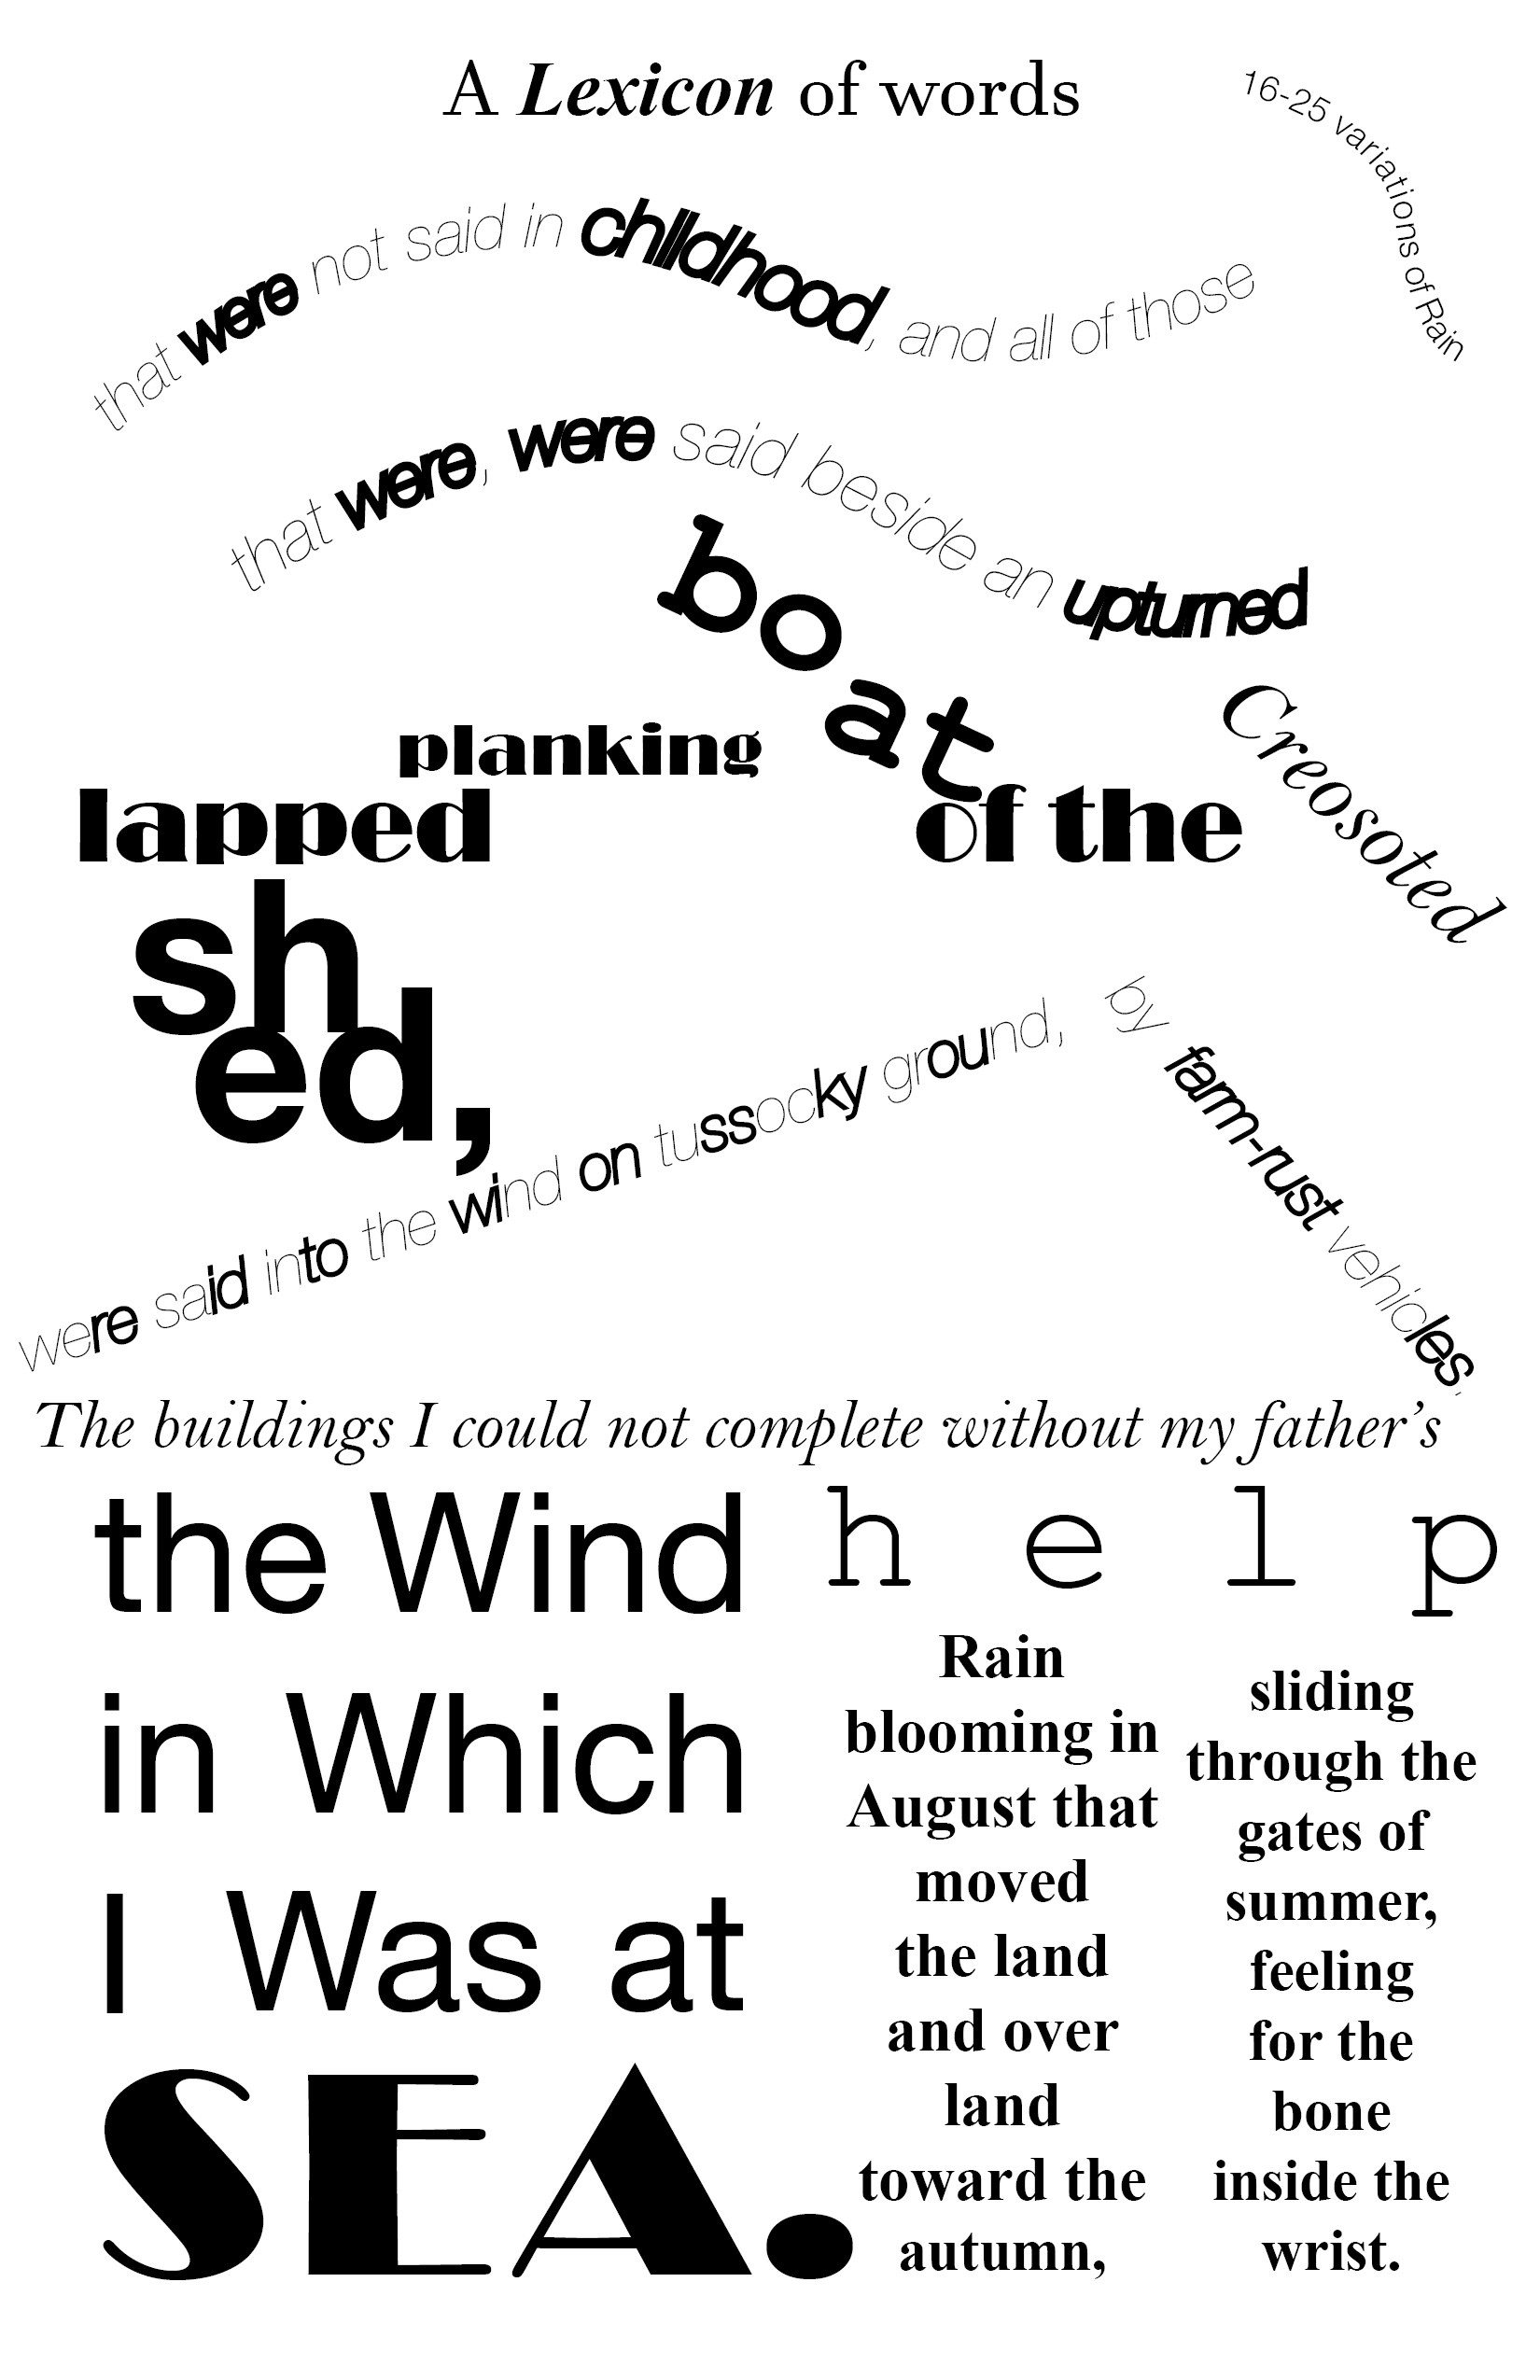 A Lexicon of words
16-25 variations of Rain
that were not said in childhood, and all of those
that were, were said beside an upturned
boat
planking
lapped
of the
Creosoted
sh
ed,
were said into the wind on tussocky ground,
by farm-rust vehicles,
The buildings I could not complete without my father’s
help
the Wind
in Which
I Was at
SEA.
Rain
blooming in
August that
moved
the land
and over
land
toward the
autumn,
sliding
through the
gates of
summer,
feeling
for the
bone
inside the
wrist.